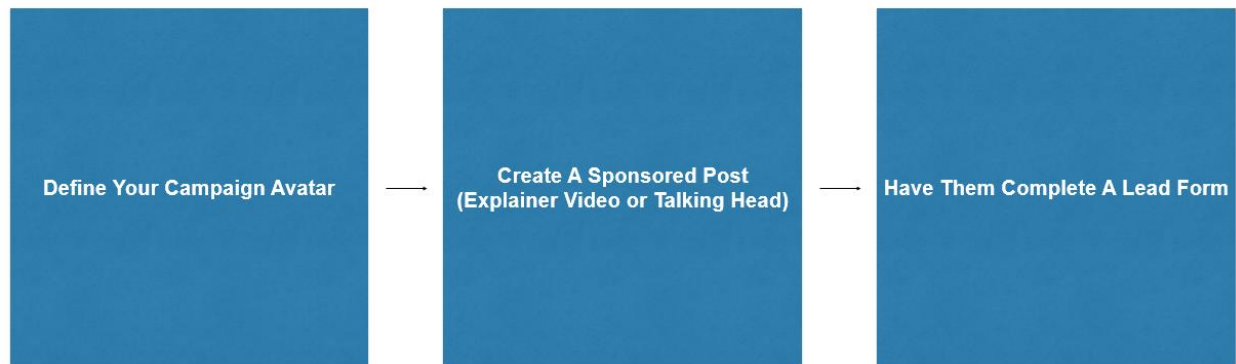 Define Your Campaign Avatar
Create A Sponsored Post
(Explainer Video or Talking Head)
Have Them Complete A Lead Form